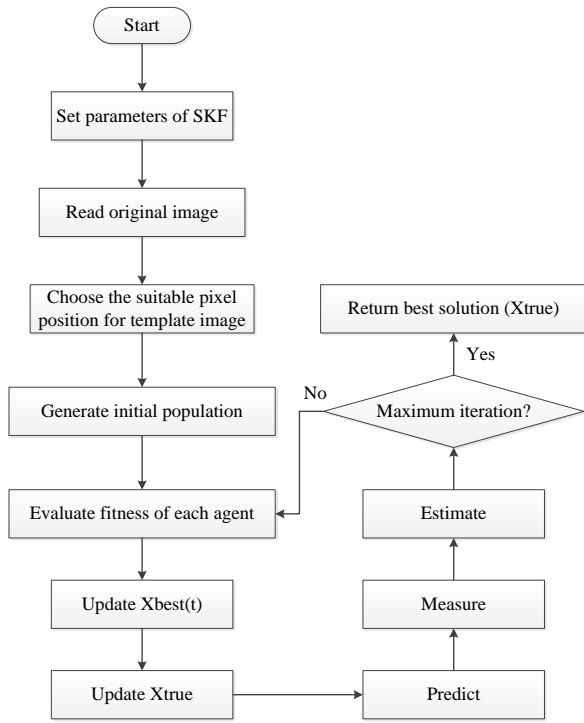 Start
Set parameters of SKF
Read original image
Choose the suitable pixel
position for template image
Generate initial population
Evaluate fitness of each agent
Update Xbest(t)
Update Xtrue
Predict
Measure
Estimate
Maximum iteration?
No
Yes
Return best solution (Xtrue)